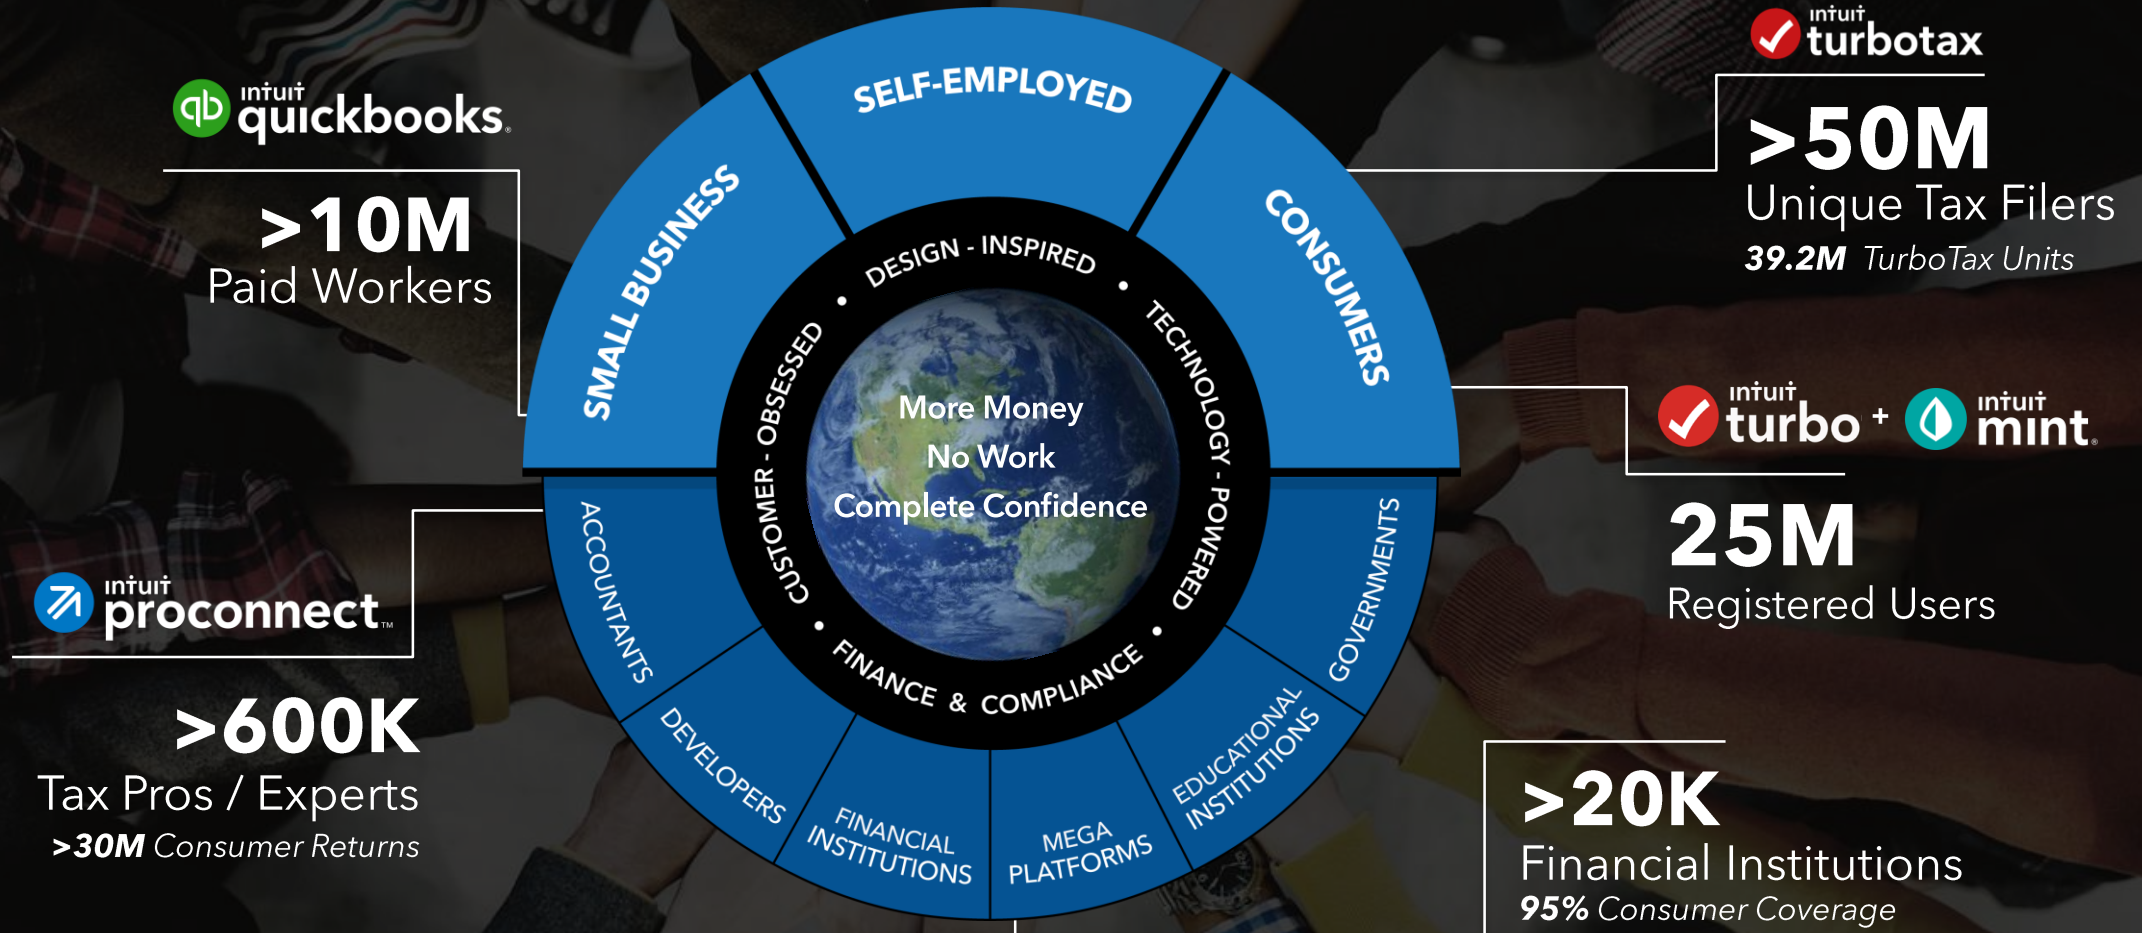 intuit
quickbooks®
>10M
Paid Workers
intuit
proconnect™
>600K
Tax Pros / Experts
>30M Consumer Returns
SMALL BUSINESS
SELF-EMPLOYED
CONSUMERS
CUSTOMER - OBSESSED
•
DESIGN - INSPIRED
•
TECHNOLOGY - POWERED
•
FINANCE & COMPLIANCE
•
More Money
No Work
Complete Confidence
ACCOUNTANTS
DEVELOPERS
FINANCIAL
INSTITUTIONS
MEGA
PLATFORMS
EDUCATIONAL
INSTITUTIONS
GOVERNMENTS
intuit
turbotax
>50M
Unique Tax Filers
39.2M TurboTax Units
intuit
turbo
+
intuit
mint®
25M
Registered Users
>20K
Financial Institutions
95% Consumer Coverage